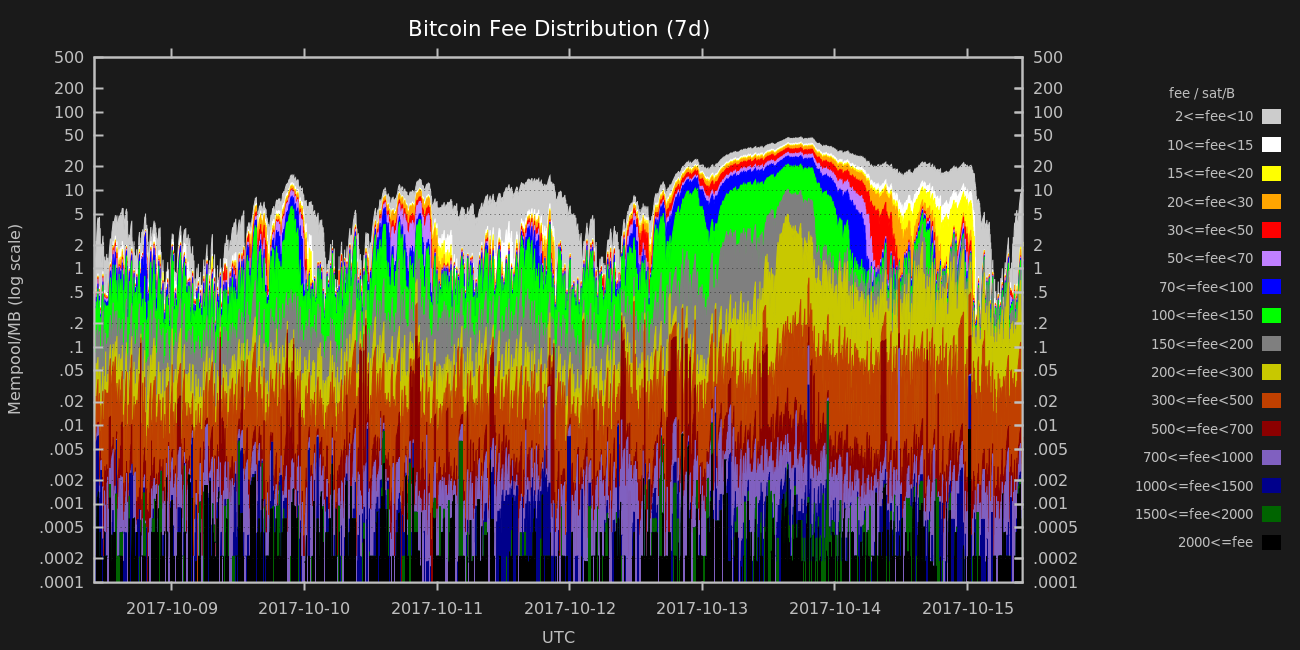 Bitcoin Fee Distribution (7d)
500
200
100
50
20
10
5
2
1
.5
.2
.1
.05
.02
.01
.005
.002
.001
.0005
.0002
.0001
Mempool/MB (log scale)
500
200
100
50
20
10
5
2
1
.5
.2
.1
.05
.02
.01
.005
.002
.001
.0005
.0002
.0001
2017-10-09 2017-10-10 2017-10-11 2017-10-12 2017-10-13 2017-10-14 2017-10-15
UTC
fee / sat/B
2<=fee<10
10<=fee<15
15<=fee<20
20<=fee<30
30<=fee<50
50<=fee<70
70<=fee<100
100<=fee<150
150<=fee<200
200<=fee<300
300<=fee<500
500<=fee<700
700<=fee<1000
1000<=fee<1500
1500<=fee<2000
2000<=fee